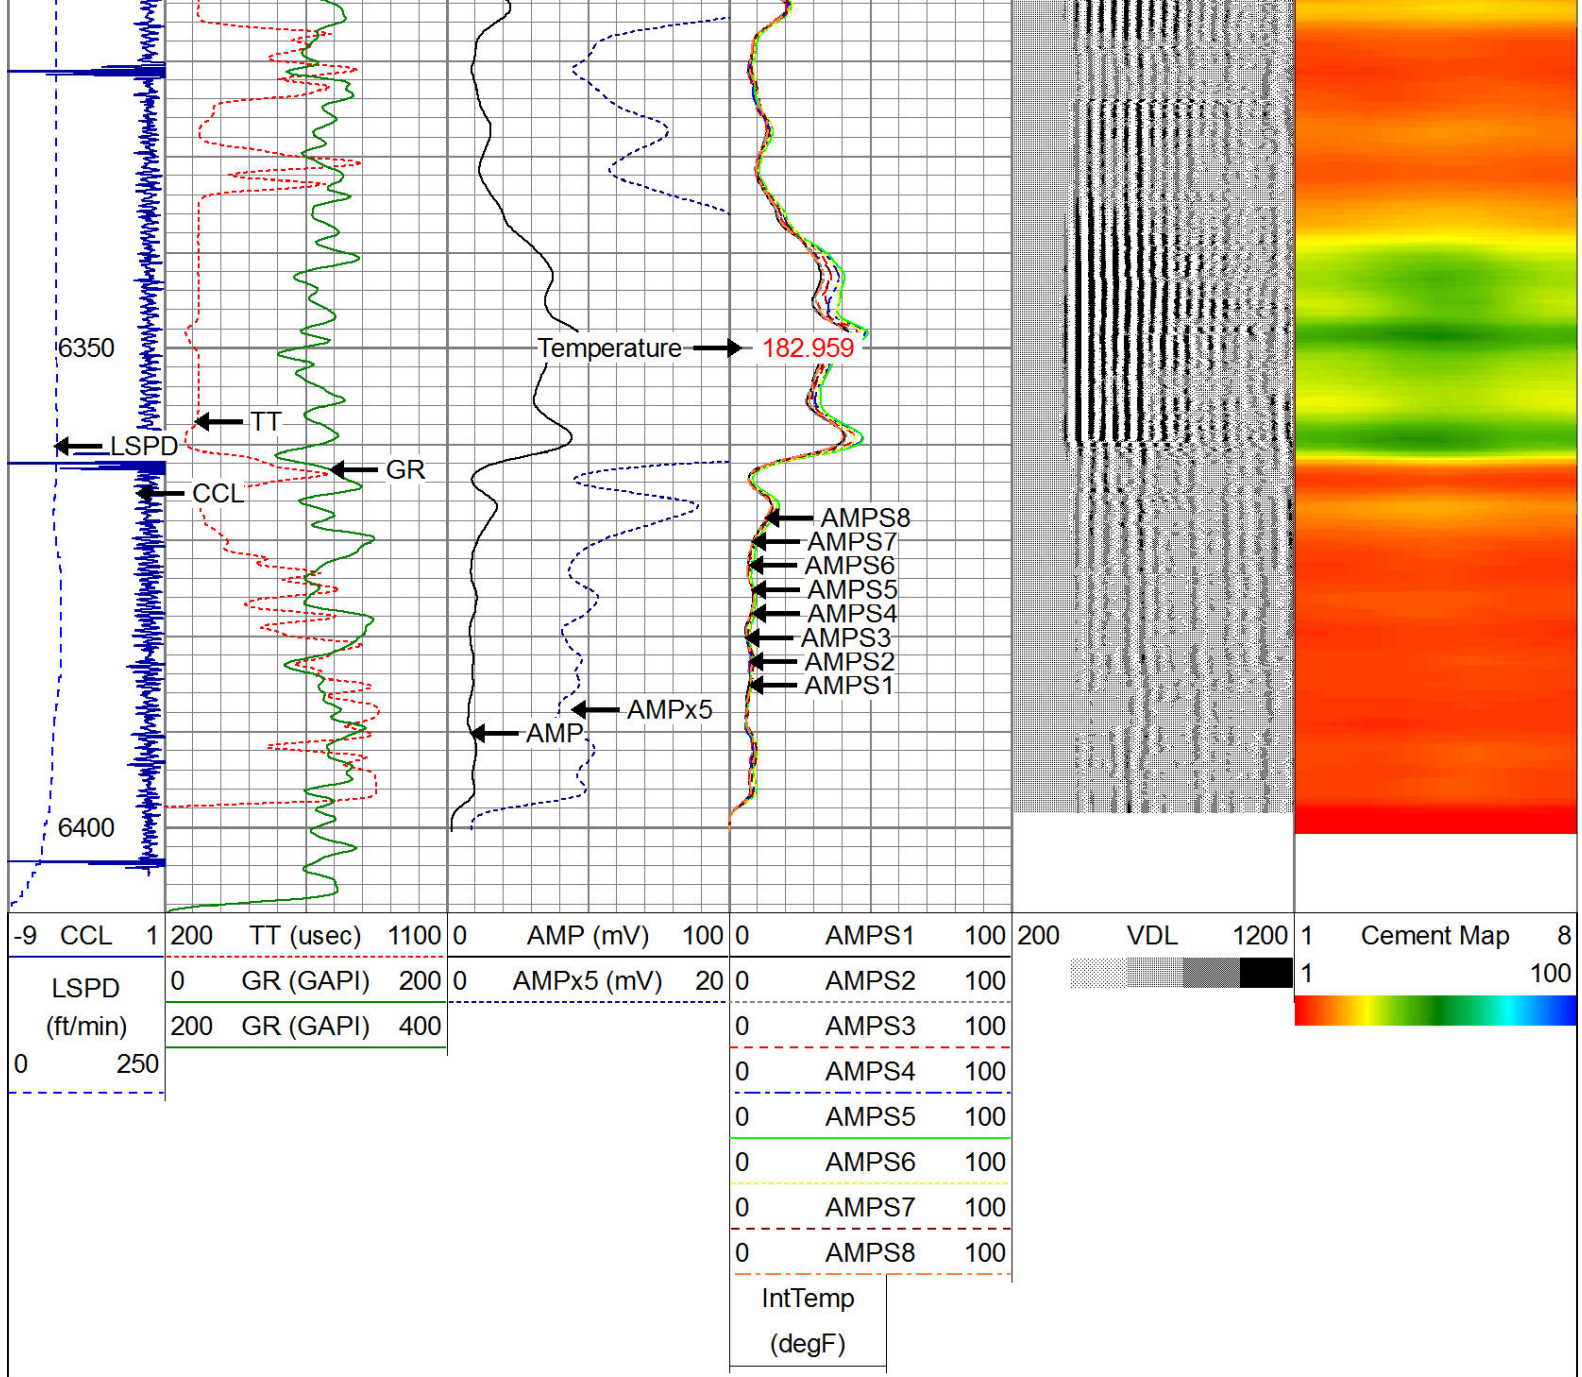 6350
Temperature
182.959
TT
LSPD
GR
CCL
AMPS8
AMPS7
AMPS6
AMPS5
AMPS4
AMPS3
AMPS2
AMPS1
AMPx5
AMP
6400
-9 CCL 1
LSPD
(ft/min)
0 250
200 TT (usec) 1100
0 GR (GAPI) 200
200 GR (GAPI) 400
0 AMP (mV) 100
0 AMPx5 (mV) 20
0 AMPS1 100
0 AMPS2 100
0 AMPS3 100
0 AMPS4 100
0 AMPS5 100
0 AMPS6 100
0 AMPS7 100
0 AMPS8 100
IntTemp
(degF)
200 VDL 1200
1 Cement Map 8
1 100